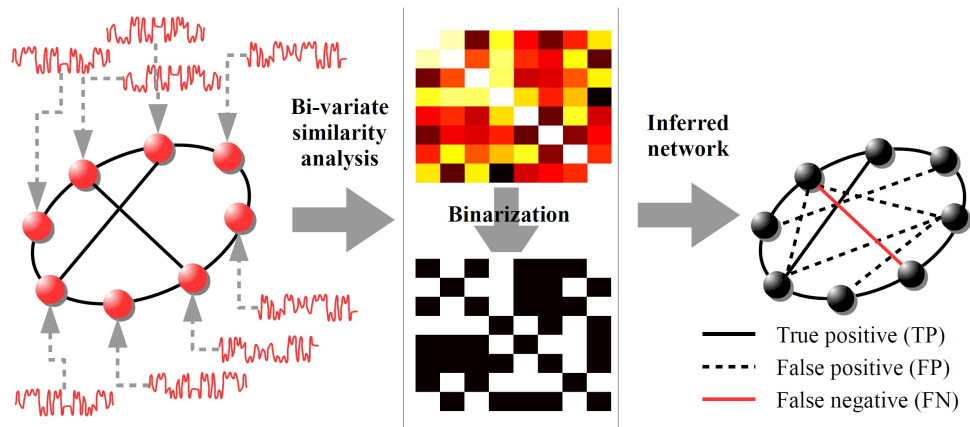 Bi-variate
similarity
analysis
Binarization
Inferred
network
True positive (TP)
False positive (FP)
False negative (FN)